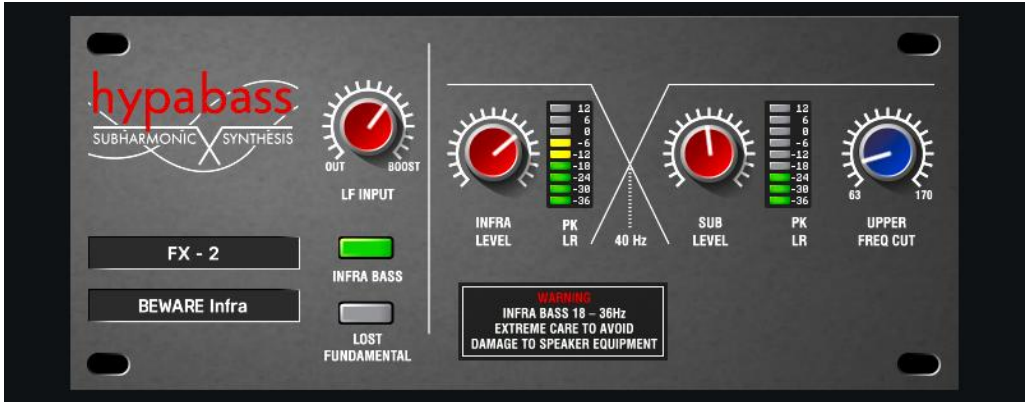 hypabass
SUBHARMONIC SYNTHESIS
OUT BOOST
LF INPUT
FX - 2
BEWARE Infra
INFRA BASS
LOST
FUNDAMENTAL
INFRA
LEVEL
12
6
0
-6
-12
-18
-24
-30
-36
PK
LR
40 Hz
SUB
LEVEL
12
6
0
-6
-12
-18
-24
-30
-36
PK
LR
63 170
UPPER
FREQ CUT
WARNING
INFRA BASS 18 – 36Hz
EXTREME CARE TO AVOID
DAMAGE TO SPEAKER EQUIPMENT